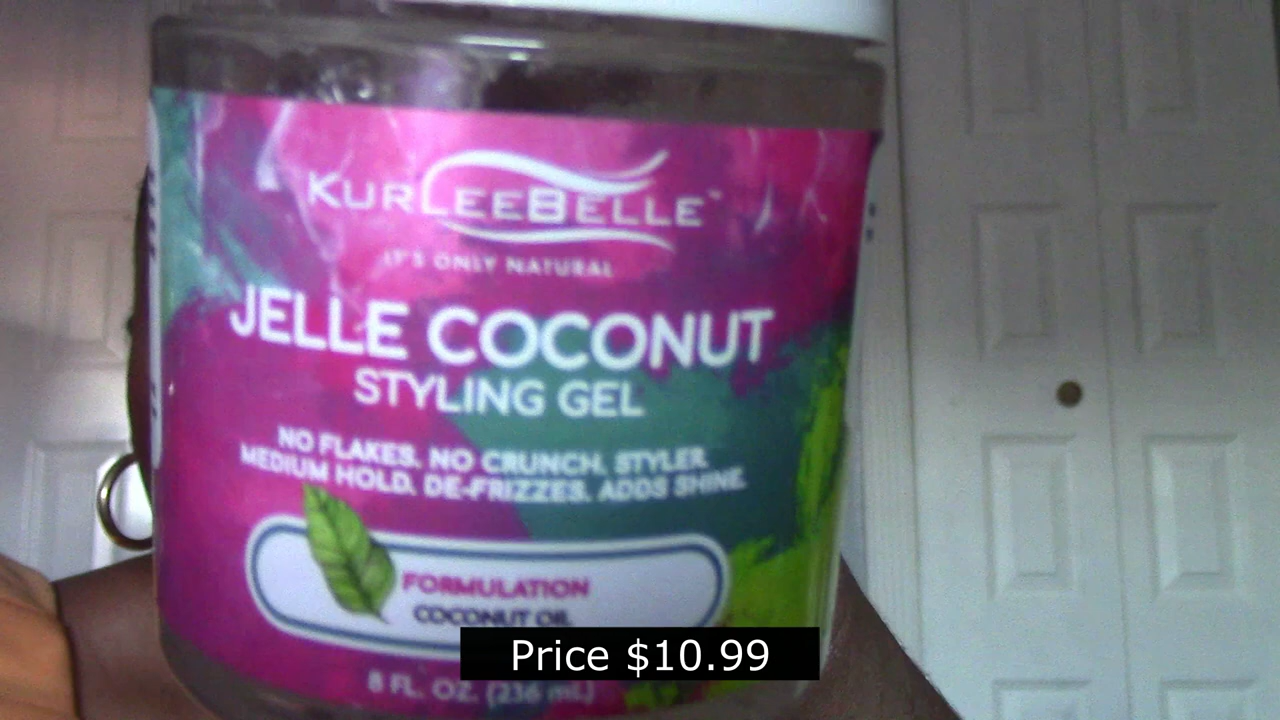 KURLEEBELLE™
IT'S ONLY NATURAL
JELLE COCONUT
STYLING GEL
NO FLAKES. NO CRUNCH. STYLER.
MEDIUM HOLD. DE-FRIZZES. ADDS SHINE.
FORMULATION
COCONUT OIL
Price $10.99
8 FL. OZ. (236 mL)